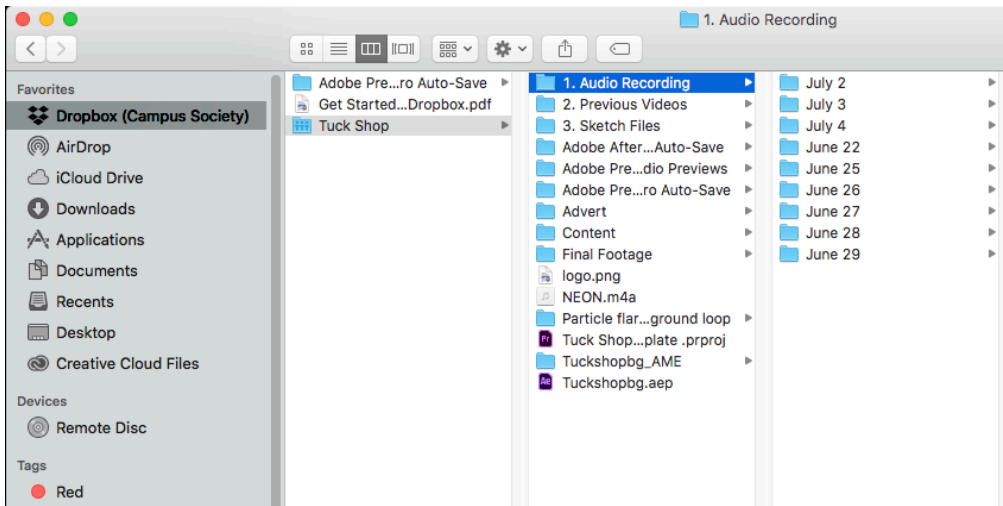 1. Audio Recording
Favorites
Dropbox (Campus Society)
AirDrop
iCloud Drive
Downloads
Applications
Documents
Recents
Desktop
Creative Cloud Files
Devices
Remote Disc
Tags
Red
Adobe Pre...ro Auto-Save
Get Started...Dropbox.pdf
Tuck Shop
1. Audio Recording
2. Previous Videos
3. Sketch Files
Adobe After...Auto-Save
Adobe Pre...dio Previews
Adobe Pre...ro Auto-Save
Advert
Content
Final Footage
logo.png
NEON.m4a
Particle flar...ground loop
Tuck Shop...plate .prproj
Tuckshopbg_AME
Tuckshopbg.aep
July 2
July 3
July 4
June 22
June 25
June 26
June 27
June 28
June 29